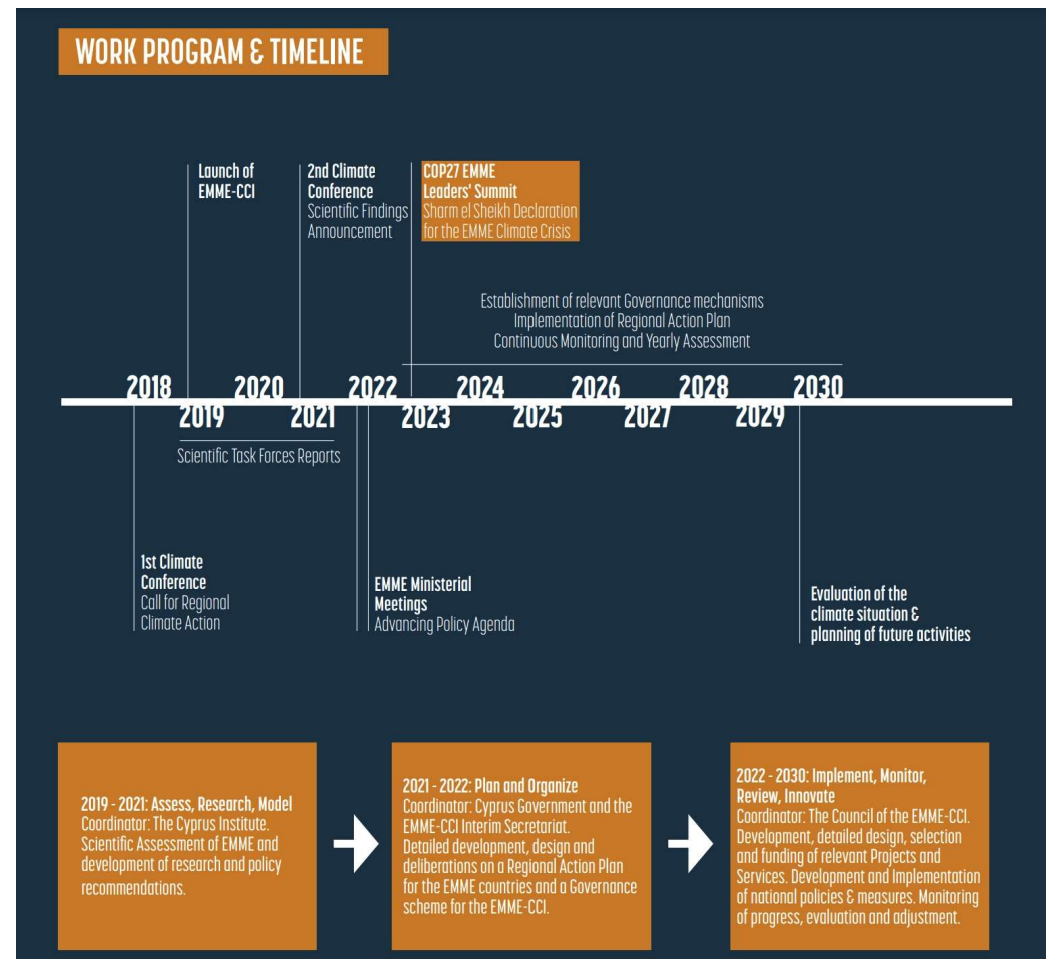 WORK PROGRAM & TIMELINE
Launch of
EMME-CCI
2nd Climate
Conference
Scientific Findings
Announcement
COP27 EMME
Leaders' Summit
Sharm el Sheikh Declaration
for the EMME Climate Crisis
Establishment of relevant Governance mechanisms
Implementation of Regional Action Plan
Continuous Monitoring and Yearly Assessment
2018 2020 2022 2024 2026 2028 2030
2019 2021 2023 2025 2027 2029
Scientific Task Forces Reports
1st Climate
Conference
Call for Regional
Climate Action
EMME Ministerial
Meetings
Advancing Policy Agenda
Evaluation of the
climate situation &
planning of future activities
2019 - 2021: Assess, Research, Model
Coordinator: The Cyprus Institute.
Scientific Assessment of EMME and
development of research and policy
recommendations.
2021 - 2022: Plan and Organize
Coordinator: Cyprus Government and the
EMME-CCI Interim Secretariat.
Detailed development, design and
deliberations on a Regional Action Plan
for the EMME countries and a Governance
scheme for the EMME-CCI.
2022 - 2030: Implement, Monitor,
Review, Innovate
Coordinator: The Council of the EMME-CCI.
Development, detailed design, selection
and funding of relevant Projects and
Services. Development and Implementation
of national policies & measures. Monitoring
of progress, evaluation and adjustment.